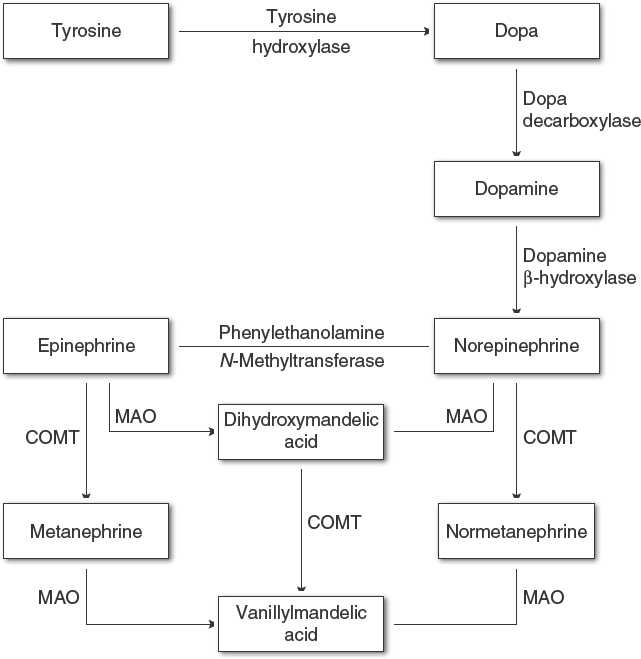 Tyrosine
Tyrosine
hydroxylase
Dopa
Dopa
decarboxylase
Dopamine
Dopamine
β-hydroxylase
Epinephrine
Phenylethanolamine
N-Methyltransferase
Norepinephrine
COMT
MAO
Dihydroxymandelic
acid
MAO
COMT
Metanephrine
COMT
Normetanephrine
MAO
Vanillylmandelic
acid
MAO